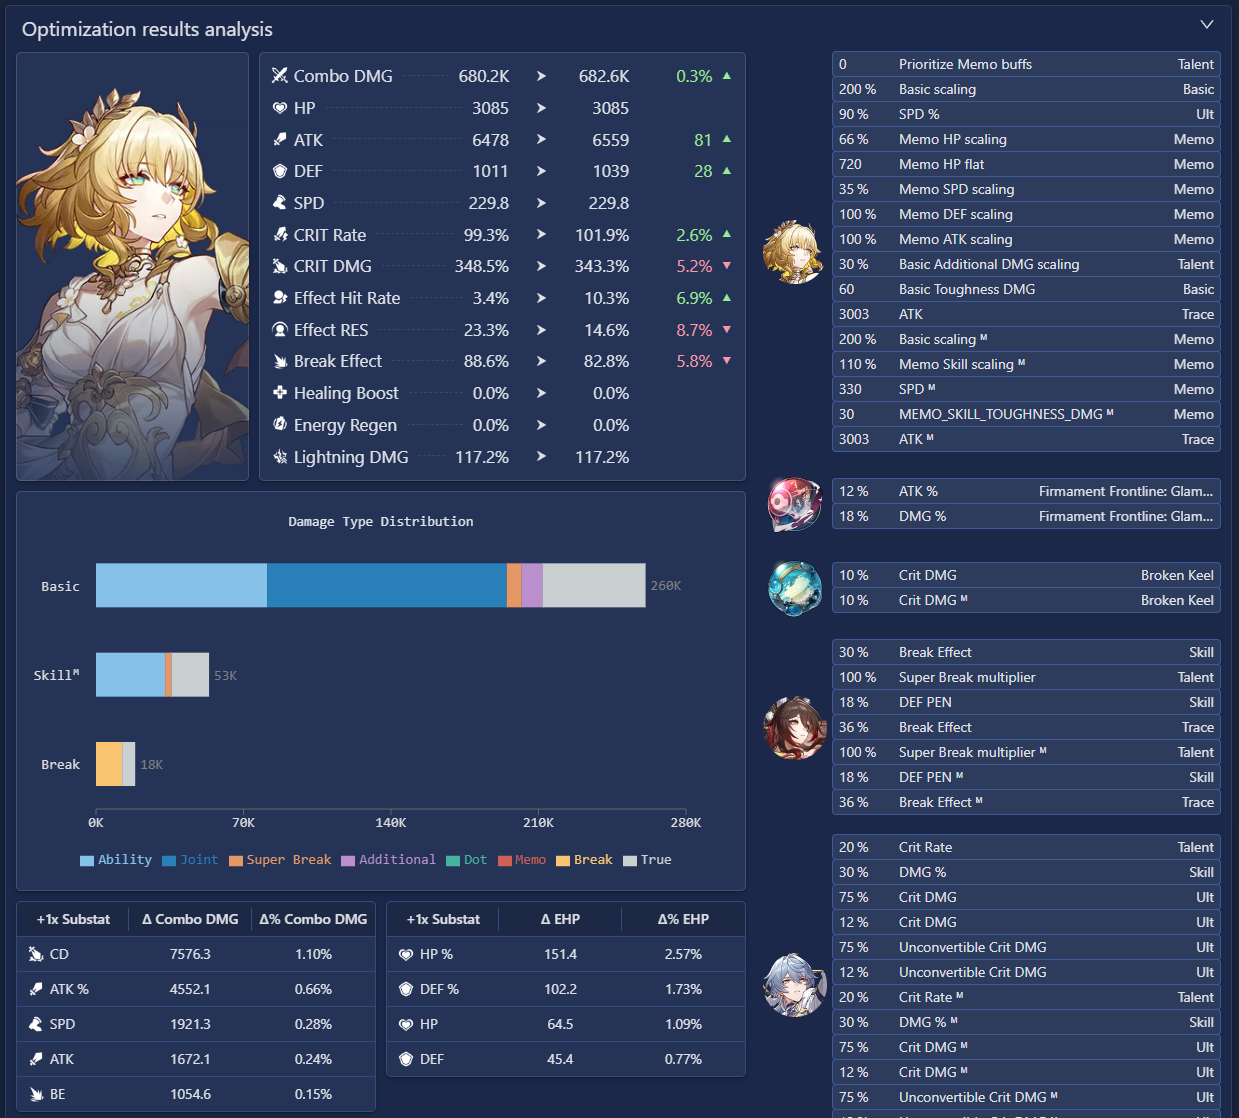 Optimization results analysis
Combo DMG 680.2K 682.6K 0.3%
HP 3085 3085
ATK 6478 6559 81
DEF 1011 1039 28
SPD 229.8 229.8
CRIT Rate 99.3% 101.9% 2.6%
CRIT DMG 348.5% 343.3% 5.2%
Effect Hit Rate 3.4% 10.3% 6.9%
Effect RES 23.3% 14.6% 8.7%
Break Effect 88.6% 82.8% 5.8%
Healing Boost 0.0% 0.0%
Energy Regen 0.0% 0.0%
Lightning DMG 117.2% 117.2%
Damage Type Distribution
Basic 260K
Skillᴹ 53K
Break 18K
0K 70K 140K 210K 280K
Ability Joint Super Break Additional Dot Memo Break True
+1x Substat Δ Combo DMG Δ% Combo DMG
CD 7576.3 1.10%
ATK % 4552.1 0.66%
SPD 1921.3 0.28%
ATK 1672.1 0.24%
BE 1054.6 0.15%
+1x Substat Δ EHP Δ% EHP
HP % 151.4 2.57%
DEF % 102.2 1.73%
HP 64.5 1.09%
DEF 45.4 0.77%
0 Prioritize Memo buffs Talent
200 % Basic scaling Basic
90 % SPD % Ult
66 % Memo HP scaling Memo
720 Memo HP flat Memo
35 % Memo SPD scaling Memo
100 % Memo DEF scaling Memo
100 % Memo ATK scaling Memo
30 % Basic Additional DMG scaling Talent
60 Basic Toughness DMG Basic
3003 ATK Trace
200 % Basic scaling ᴹ Memo
110 % Memo Skill scaling ᴹ Memo
330 SPD ᴹ Memo
30 MEMO_SKILL_TOUGHNESS_DMG ᴹ Memo
3003 ATK ᴹ Trace
12 % ATK % Firmament Frontline: Glam...
18 % DMG % Firmament Frontline: Glam...
10 % Crit DMG Broken Keel
10 % Crit DMG ᴹ Broken Keel
30 % Break Effect Skill
100 % Super Break multiplier Talent
18 % DEF PEN Skill
36 % Break Effect Trace
100 % Super Break multiplier ᴹ Talent
18 % DEF PEN ᴹ Skill
36 % Break Effect ᴹ Trace
20 % Crit Rate Talent
30 % DMG % Skill
75 % Crit DMG Ult
12 % Crit DMG Ult
75 % Unconvertible Crit DMG Ult
12 % Unconvertible Crit DMG Ult
20 % Crit Rate ᴹ Talent
30 % DMG % ᴹ Skill
75 % Crit DMG ᴹ Ult
12 % Crit DMG ᴹ Ult
75 % Unconvertible Crit DMG ᴹ Ult